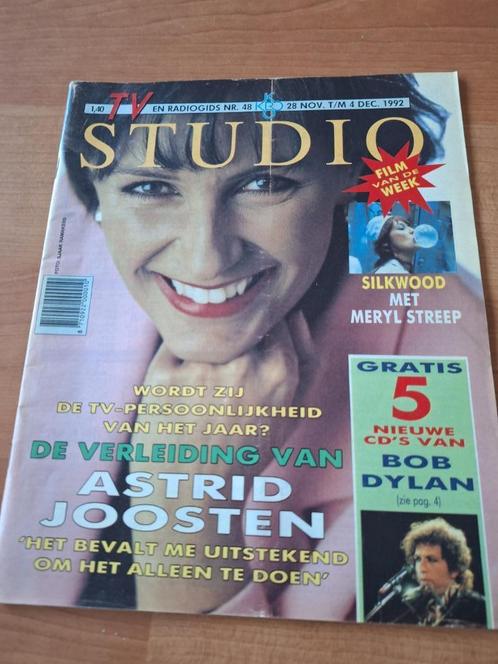 1,40 TV EN RADIOGIDS NR. 48 KRO 28 NOV. T/M 4 DEC. 1992
STUDIO
FILM
VAN DE
WEEK
SILKWOOD
MET
MERYL STREEP
WORDT ZIJ
DE TV-PERSOONLIJKHEID
VAN HET JAAR?
DE VERLEIDING VAN
ASTRID
JOOSTEN
'HET BEVALT ME UITSTEKEND
OM HET ALLEEN TE DOEN'
GRATIS
5
NIEUWE
CD'S VAN
BOB
DYLAN
(zie pag. 4)